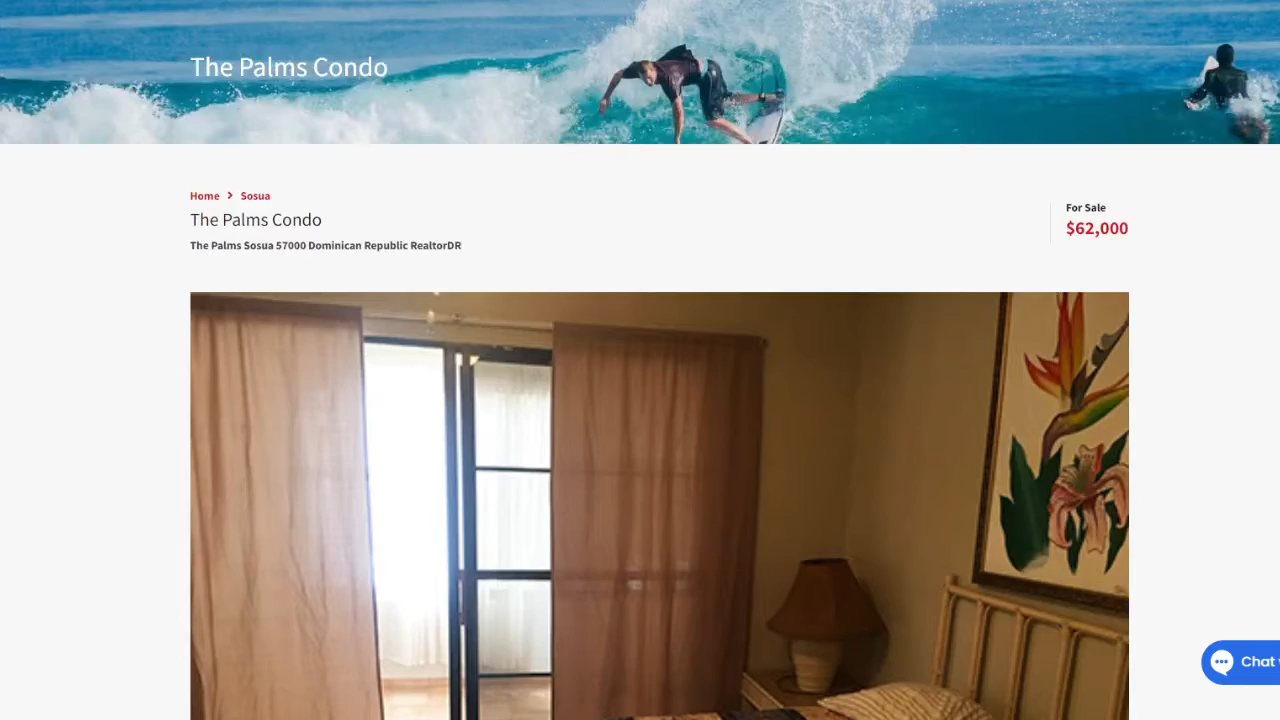 The Palms Condo
Home > Sosua
The Palms Condo
The Palms Sosua 57000 Dominican Republic RealtorDR
For Sale
$62,000
Chat